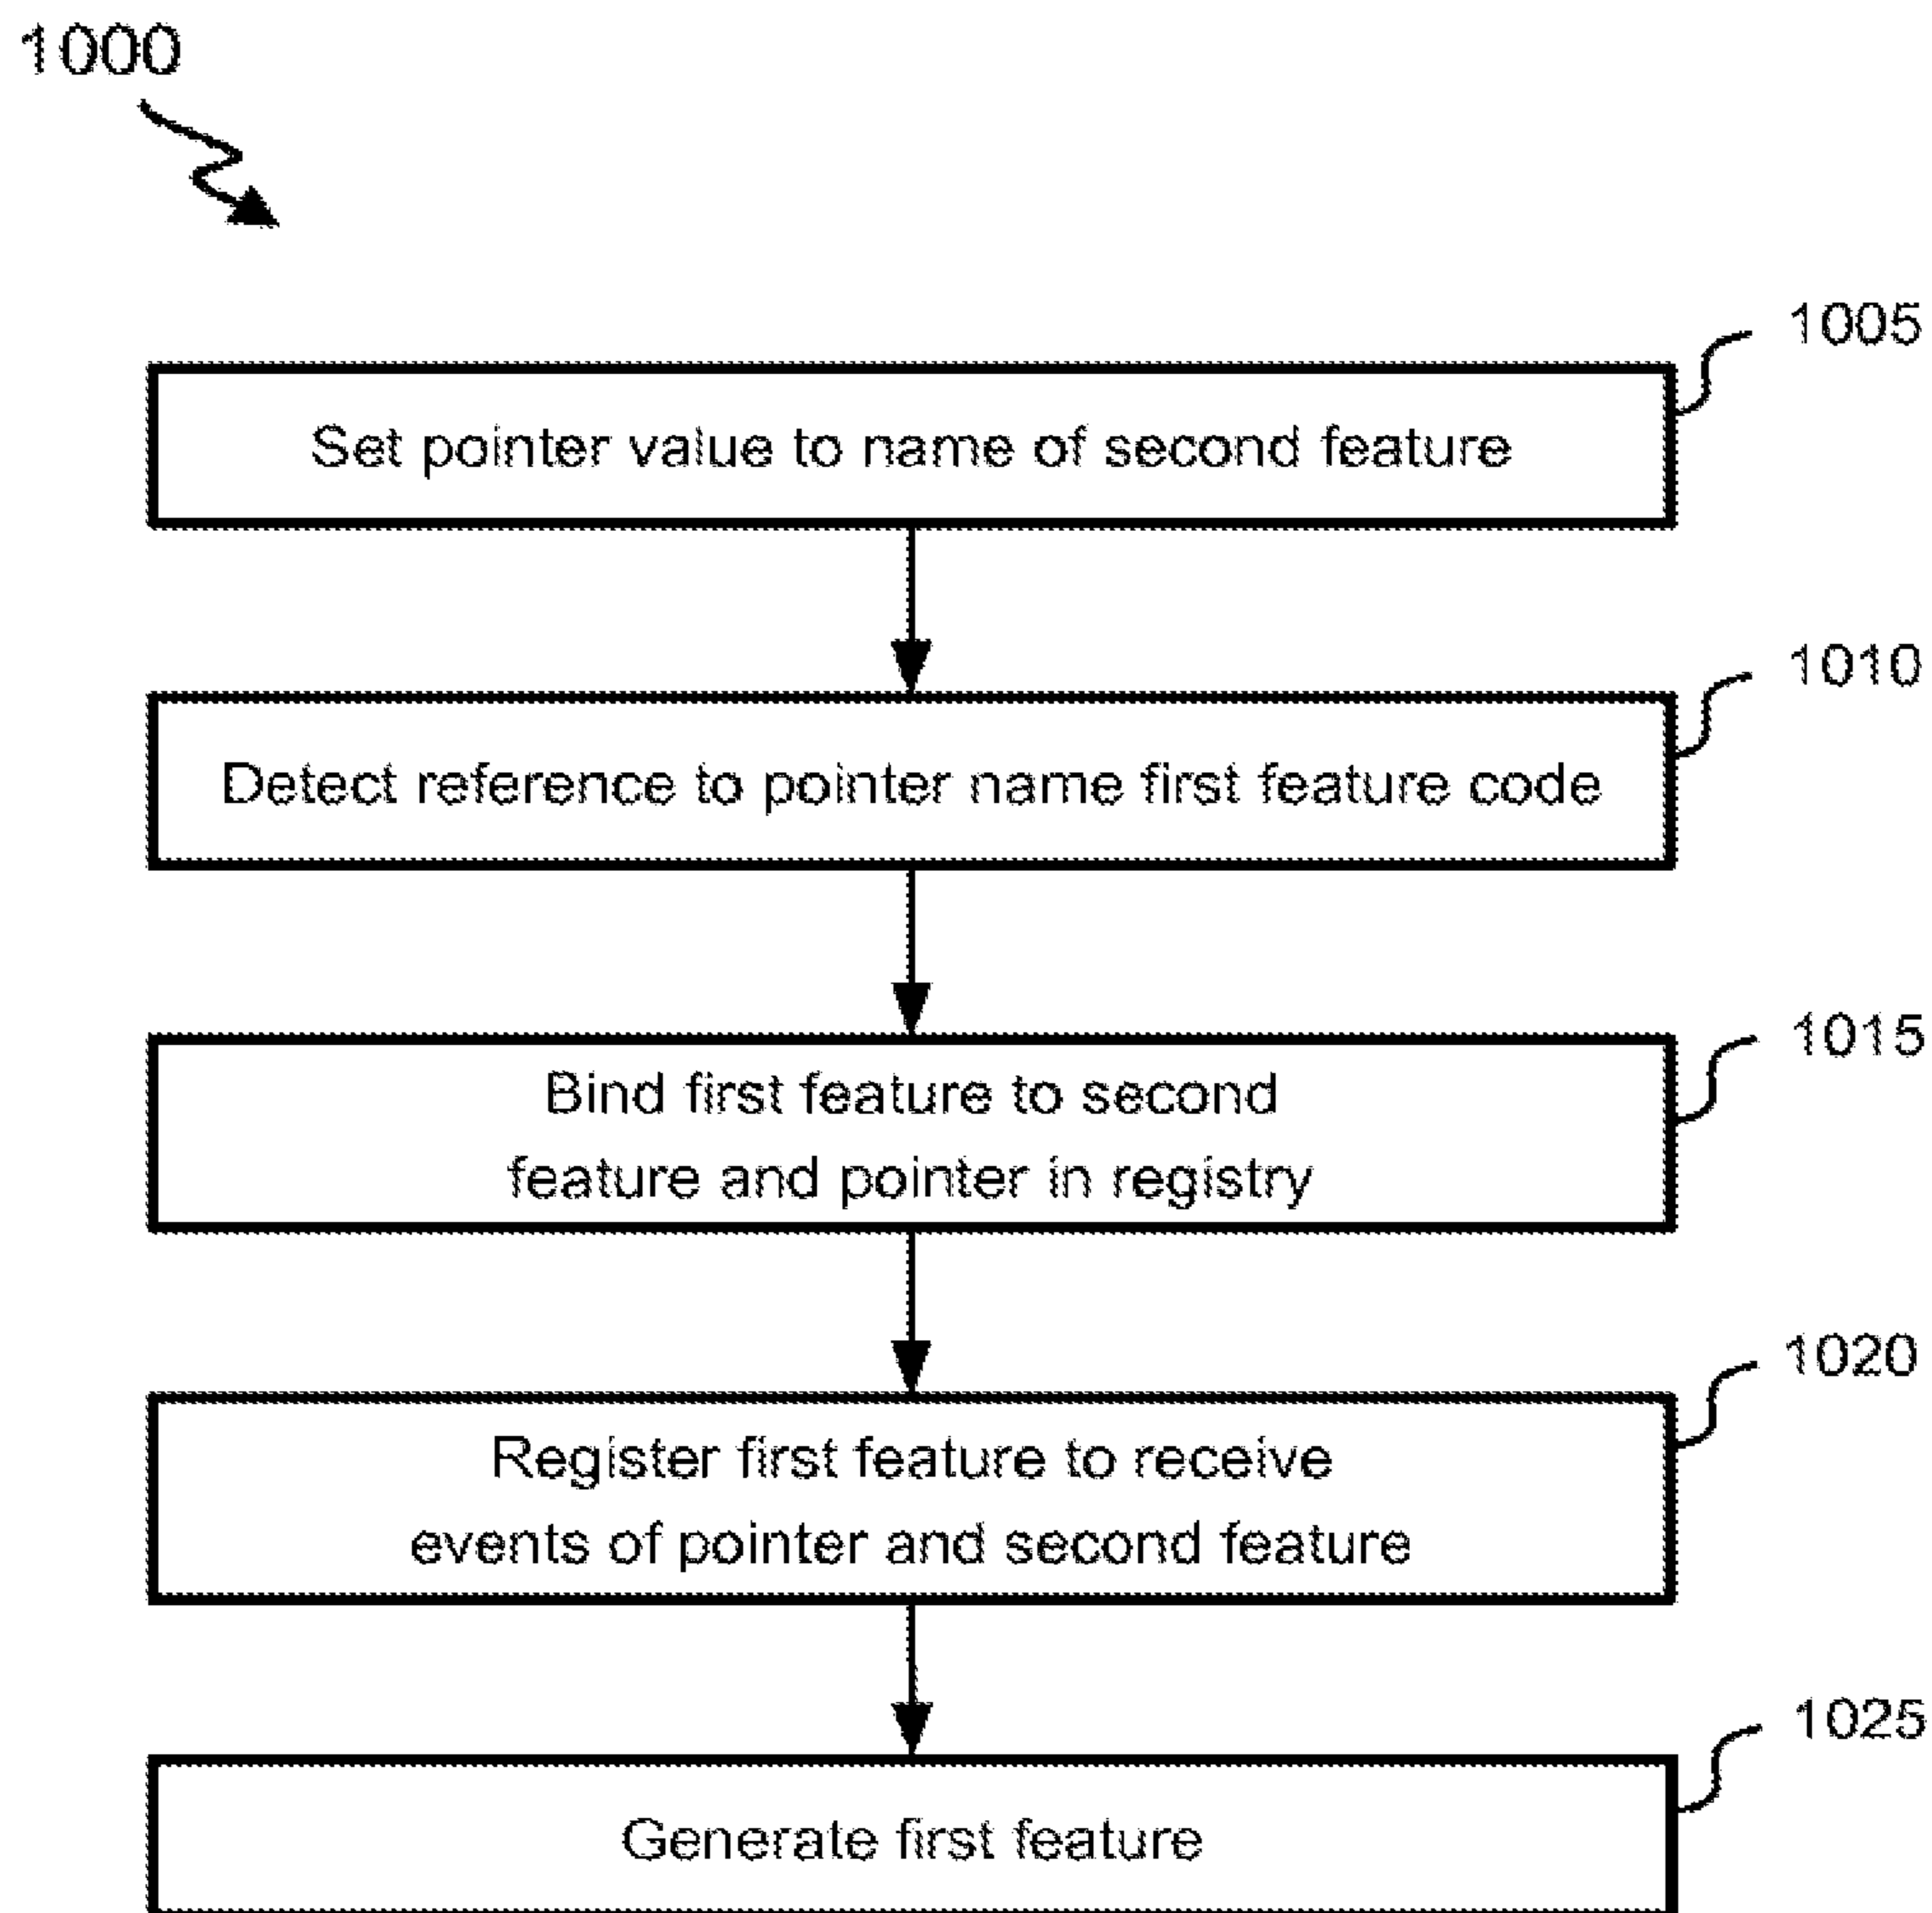 1000
1005
Set pointer value to name of second feature
1010
Detect reference to pointer name first feature code
1015
Bind first feature to second
feature and pointer in registry
1020
Register first feature to receive
events of pointer and second feature
1025
Generate first feature